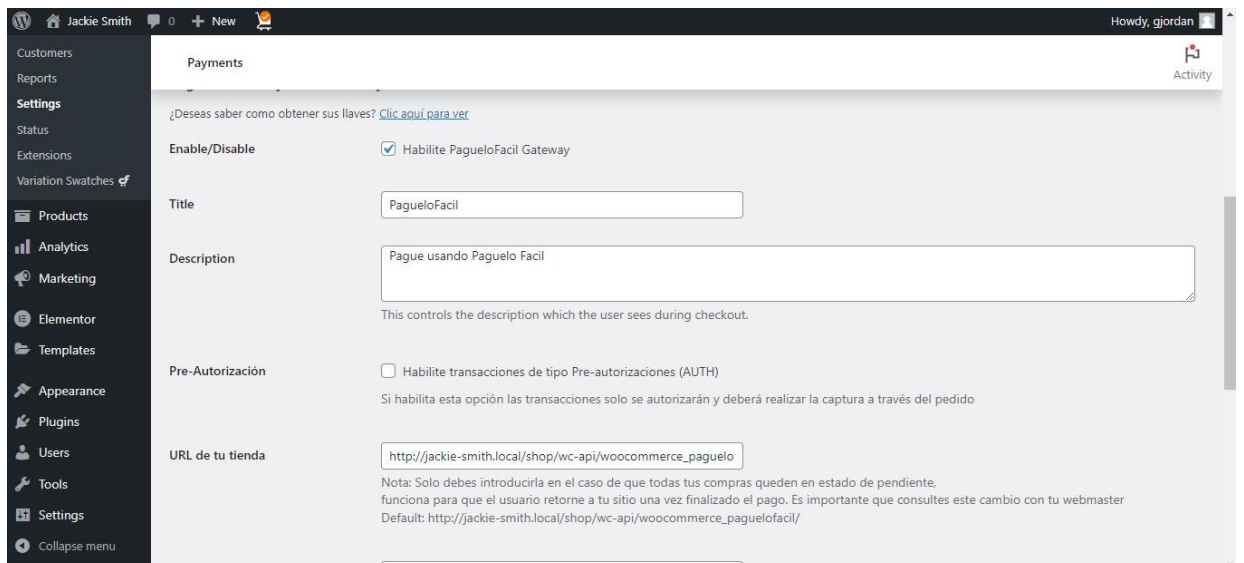 Jackie Smith 0 New Howdy, gjordan
Customers
Reports
Settings
Status
Extensions
Variation Swatches
Products
Analytics
Marketing
Elementor
Templates
Appearance
Plugins
Users
Tools
Settings
Collapse menu
Payments
Activity
¿Deseas saber como obtener sus llaves? Clic aquí para ver
Enable/Disable Habilite PagueloFacil Gateway
Title PagueloFacil
Description Pague usando Paguelo Facil
This controls the description which the user sees during checkout.
Pre-Autorización Habilite transacciones de tipo Pre-autorizaciones (AUTH)
Si habilita esta opción las transacciones solo se autorizarán y deberá realizar la captura a través del pedido
URL de tu tienda http://jackie-smith.local/shop/wc-api/woocommerce_paguelo
Nota: Solo debes introducirla en el caso de que todas tus compras queden en estado de pendiente,
funciona para que el usuario retorne a tu sitio una vez finalizado el pago. Es importante que consultes este cambio con tu webmaster
Default: http://jackie-smith.local/shop/wc-api/woocommerce_paguelofacil/